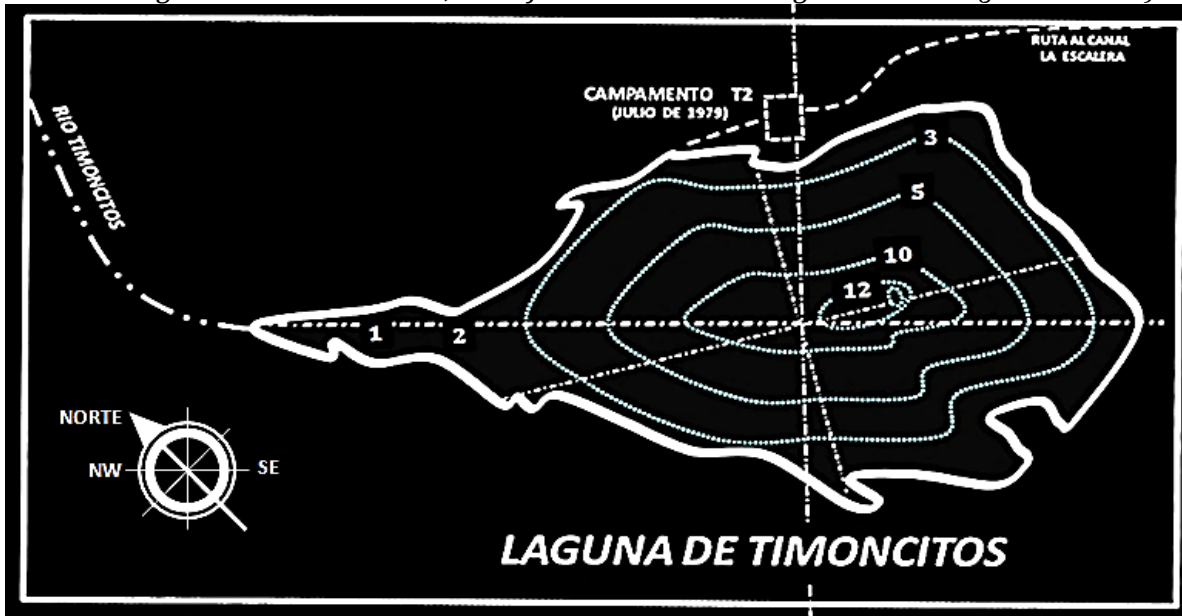 RUTA AL CANAL
LA ESCALERA
CAMPAMENTO T2
(JULIO DE 1979)
RIO TIMONCITOS
3
5
10
12
1
2
NORTE
NW
SE
LAGUNA DE TIMONCITOS